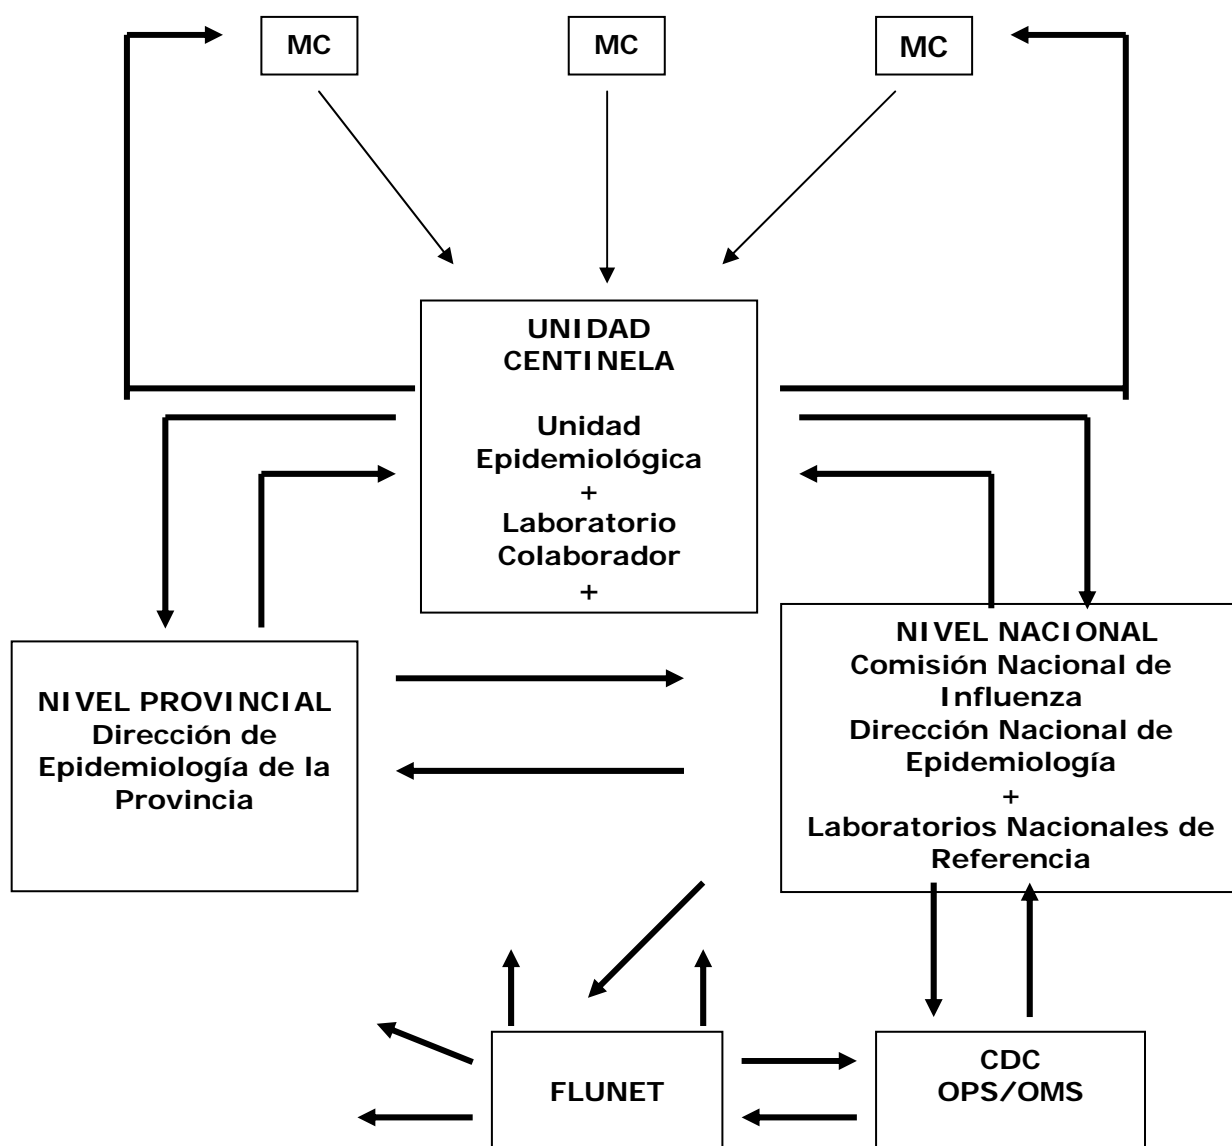 MC
MC
MC
UNIDAD
CENTINELA
Unidad
Epidemiológica
+
Laboratorio
Colaborador
+
NIVEL PROVINCIAL
Dirección de
Epidemiología de la
Provincia
NIVEL NACIONAL
Comisión Nacional de
Influenza
Dirección Nacional de
Epidemiología
+
Laboratorios Nacionales de
Referencia
FLUNET
CDC
OPS/OMS